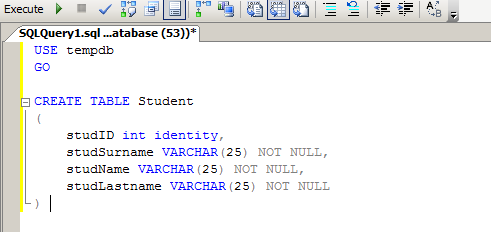 Execute
SQLQuery1.sql ...atabase (53))*
USE tempdb
GO
CREATE TABLE Student
(
studID int identity,
studSurname VARCHAR(25) NOT NULL,
studName VARCHAR(25) NOT NULL,
studLastname VARCHAR(25) NOT NULL
)